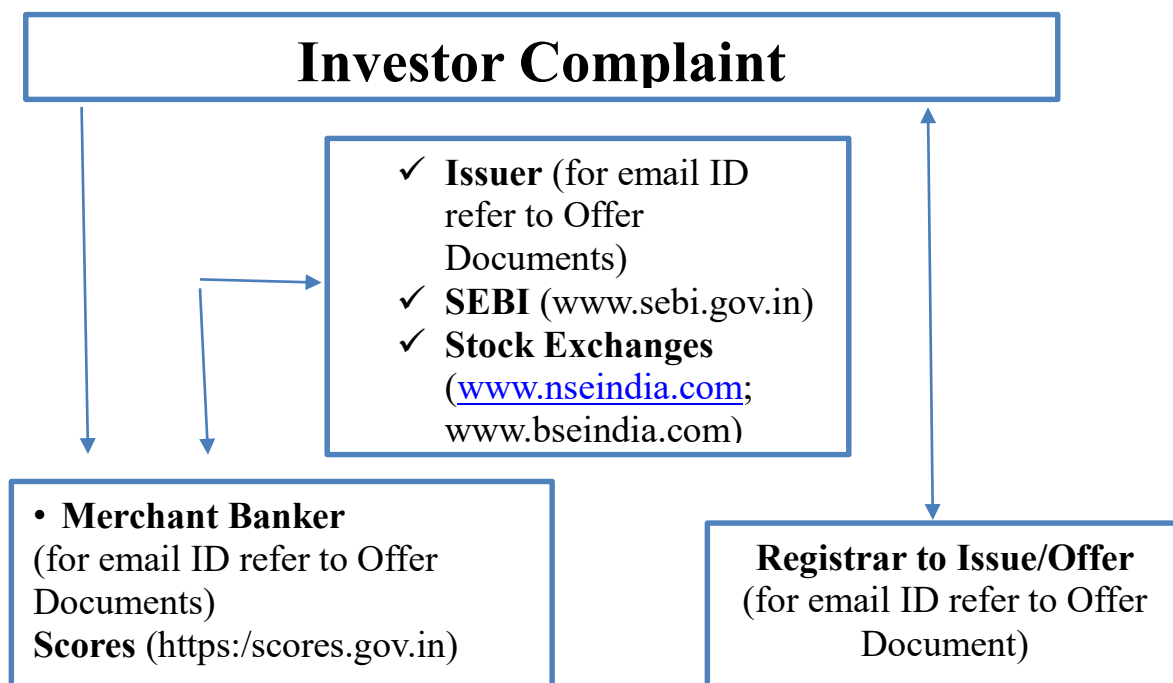 Investor Complaint
✓ Issuer (for email ID
refer to Offer
Documents)
✓ SEBI (www.sebi.gov.in)
✓ Stock Exchanges
(www.nseindia.com;
www.bseindia.com)
• Merchant Banker
(for email ID refer to Offer
Documents)
Scores (https:/scores.gov.in)
Registrar to Issue/Offer
(for email ID refer to Offer
Document)